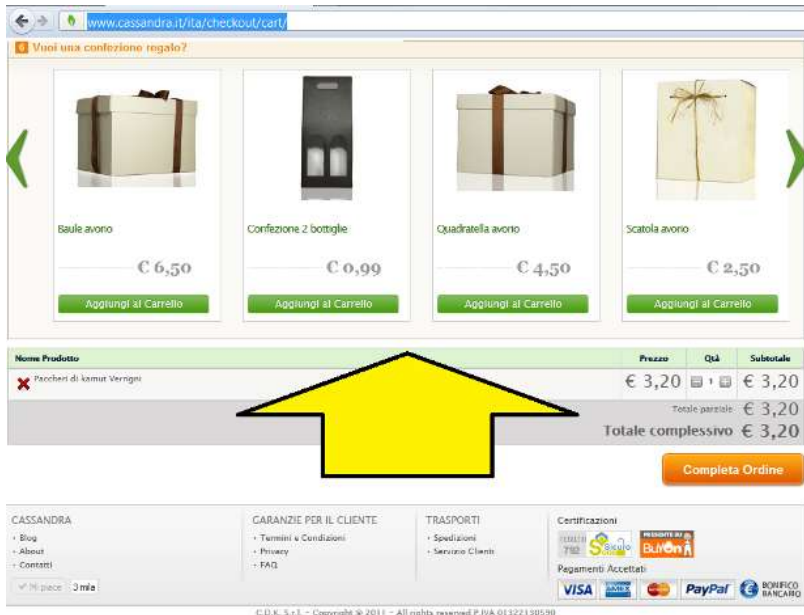 www.cassandra.it/ita/checkout/cart/
Vuoi una confezione regalo?
Baule avorio
Confezione 2 bottiglie
Quadratella avorio
Scatola avorio
€ 6,50
€ 0,99
€ 4,50
€ 2,50
Aggiungi al Carrello
Aggiungi al Carrello
Aggiungi al Carrello
Aggiungi al Carrello
Nome Prodotto Prezzo Qtà Subtotale
Paccheri di kamut Verrigni € 3,20 1 € 3,20
Totale parziale € 3,20
Totale complessivo € 3,20
Completa Ordine
CASSANDRA
· Blog
· About
· Contatti
Mi piace 3 mila
GARANZIE PER IL CLIENTE
· Termini e Condizioni
· Privacy
· FAQ
TRASPORTI
· Spedizioni
· Servizio Clienti
Certificazioni
Pagamenti Accettati
VISA PayPal BONIFICO
BANCARIO
C.D.K. S.r.l. - Copyright © 2011 - All rights reserved P.IVA 01322130590